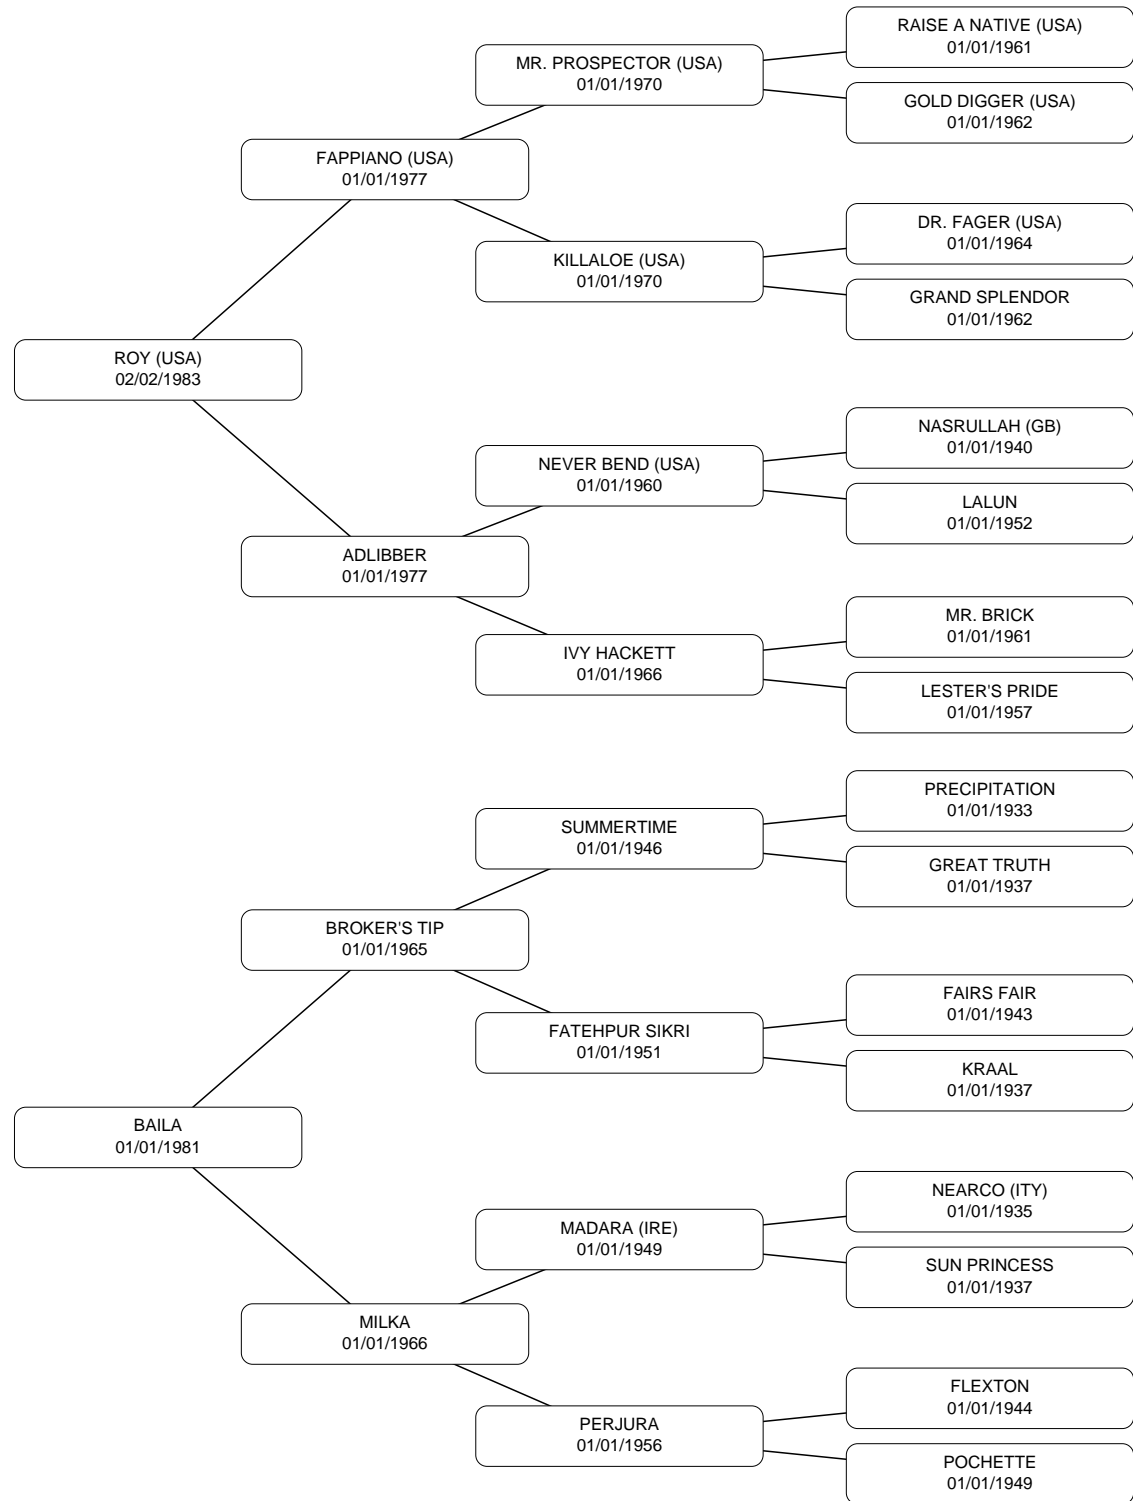 RAISE A NATIVE (USA)
01/01/1961
MR. PROSPECTOR (USA)
01/01/1970
GOLD DIGGER (USA)
01/01/1962
FAPPIANO (USA)
01/01/1977
DR. FAGER (USA)
01/01/1964
KILLALOE (USA)
01/01/1970
GRAND SPLENDOR
01/01/1962
ROY (USA)
02/02/1983
NASRULLAH (GB)
01/01/1940
NEVER BEND (USA)
01/01/1960
LALUN
01/01/1952
ADLIBBER
01/01/1977
MR. BRICK
01/01/1961
IVY HACKETT
01/01/1966
LESTER'S PRIDE
01/01/1957
PRECIPITATION
01/01/1933
SUMMERTIME
01/01/1946
GREAT TRUTH
01/01/1937
BROKER'S TIP
01/01/1965
FAIRS FAIR
01/01/1943
FATEHPUR SIKRI
01/01/1951
KRAAL
01/01/1937
BAILA
01/01/1981
NEARCO (ITY)
01/01/1935
MADARA (IRE)
01/01/1949
SUN PRINCESS
01/01/1937
MILKA
01/01/1966
FLEXTON
01/01/1944
PERJURA
01/01/1956
POCHETTE
01/01/1949